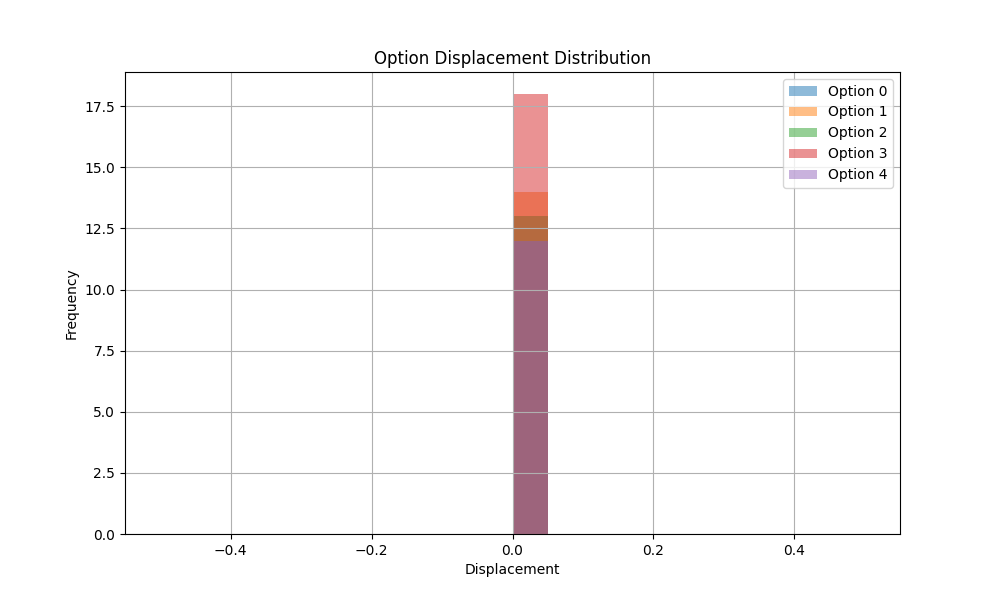 Option Displacement Distribution
Option 0
Option 1
Option 2
Option 3
Option 4
Frequency
17.5
15.0
12.5
10.0
7.5
5.0
2.5
0.0
−0.4 −0.2 0.0 0.2 0.4
Displacement